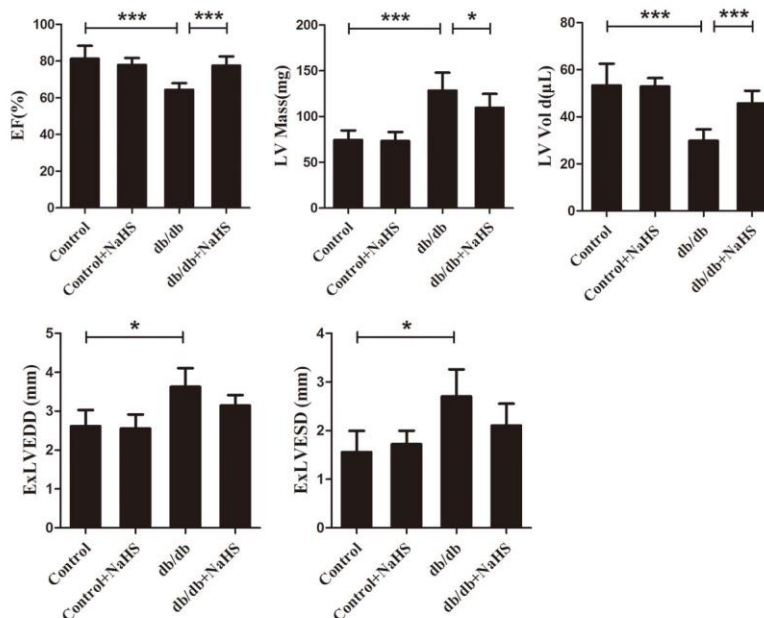 *** ***
EF(%)
100
80
60
40
20
0
Control
Control+NaHS
db/db
db/db+NaHS
*** *
LV Mass(mg)
200
150
100
50
0
Control
Control+NaHS
db/db
db/db+NaHS
*** ***
LV Vol d(μL)
80
60
40
20
0
Control
Control+NaHS
db/db
db/db+NaHS
*
ExLVEDD (mm)
5
4
3
2
1
0
Control
Control+NaHS
db/db
db/db+NaHS
*
ExLVESD (mm)
4
3
2
1
0
Control
Control+NaHS
db/db
db/db+NaHS